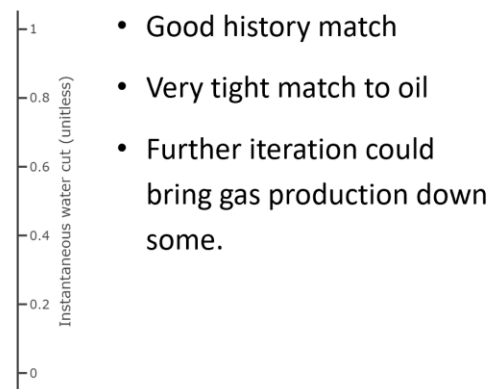 1
0.8
0.6
0.4
0.2
0
Instantaneous water cut (unitless)
• Good history match
• Very tight match to oil
• Further iteration could
bring gas production down
some.